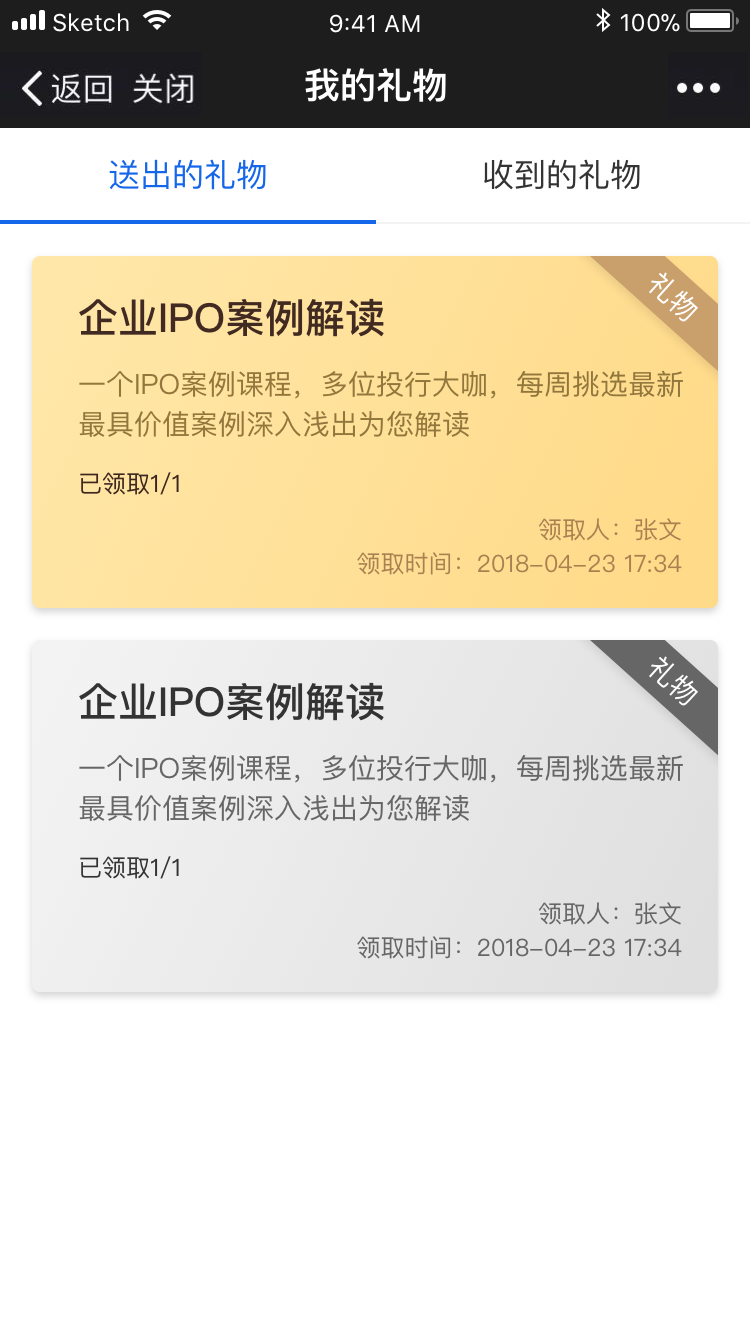 Sketch 9:41 AM 100%
返回 关闭 我的礼物
送出的礼物 收到的礼物
礼物
企业IPO案例解读
一个IPO案例课程，多位投行大咖，每周挑选最新
最具价值案例深入浅出为您解读
已领取1/1
领取人：张文
领取时间：2018-04-23 17:34
礼物
企业IPO案例解读
一个IPO案例课程，多位投行大咖，每周挑选最新
最具价值案例深入浅出为您解读
已领取1/1
领取人：张文
领取时间：2018-04-23 17:34